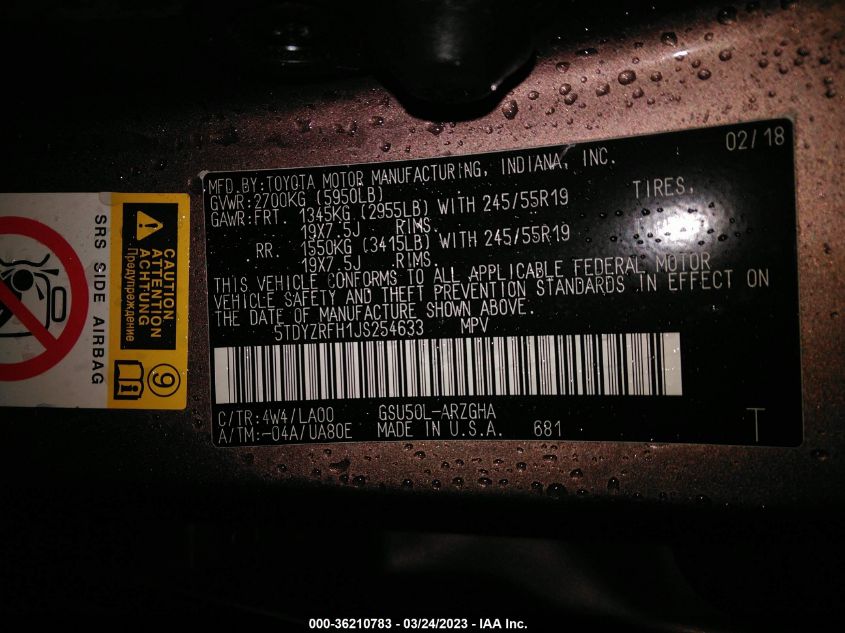 SRS SIDE AIRBAG
CAUTION
ATTENTION
ACHTUNG
Предупреждение
9
02/18
MFD.BY:TOYOTA MOTOR MANUFACTURING, INDIANA, INC.
GVWR:2700KG (5950LB)
GAWR:FRT. 1345KG (2955LB) WITH 245/55R19 TIRES,
19X7.5J RIMS.
RR. 1550KG (3415LB) WITH 245/55R19
19X7.5J RIMS.
THIS VEHICLE CONFORMS TO ALL APPLICABLE FEDERAL MOTOR
VEHICLE SAFETY AND THEFT PREVENTION STANDARDS IN EFFECT ON
THE DATE OF MANUFACTURE SHOWN ABOVE.
5TDYZRFH1JS254633 MPV
C/TR:4W4/LA00 GSU50L-ARZGHA
A/TM:-04A/UA80E MADE IN U.S.A. 681
T
000-36210783 - 03/24/2023 - IAA Inc.